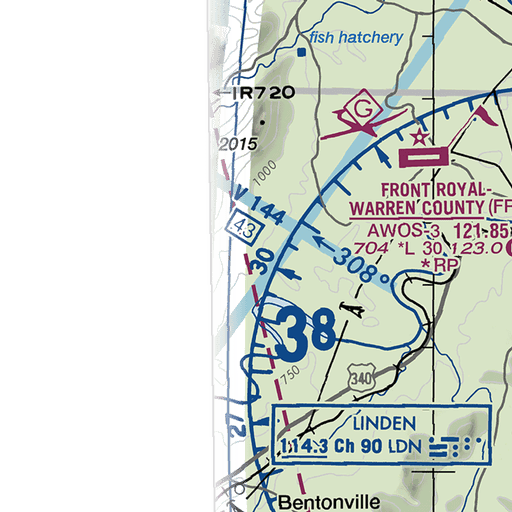 fish hatchery
IR720
G
2015
1000
V 144
43
FRONT ROYAL-
WARREN COUNTY (FF
AWOS-3 121.85
704 *L 30 123.0
*RP
308°
30
38
340
750
27
LINDEN
114.3 Ch 90 LDN
Bentonville